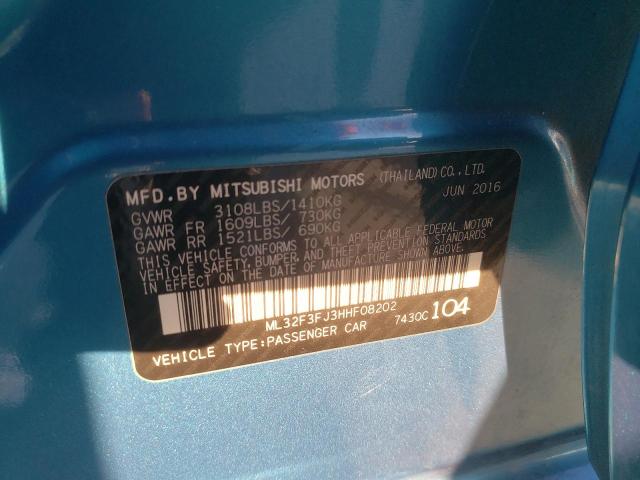 MFD.BY MITSUBISHI MOTORS (THAILAND) CO.,LTD.
JUN 2016
GVWR 3108LBS/1410KG
GAWR FR 1609LBS/ 730KG
GAWR RR 1521LBS/ 690KG
THIS VEHICLE CONFORMS TO ALL APPLICABLE FEDERAL MOTOR
VEHICLE SAFETY, BUMPER AND THEFT PREVENTION STANDARDS
IN EFFECT ON THE DATE OF MANUFACTURE SHOWN ABOVE.
ML32F3FJ3HHF08202
VEHICLE TYPE:PASSENGER CAR 7430C 104